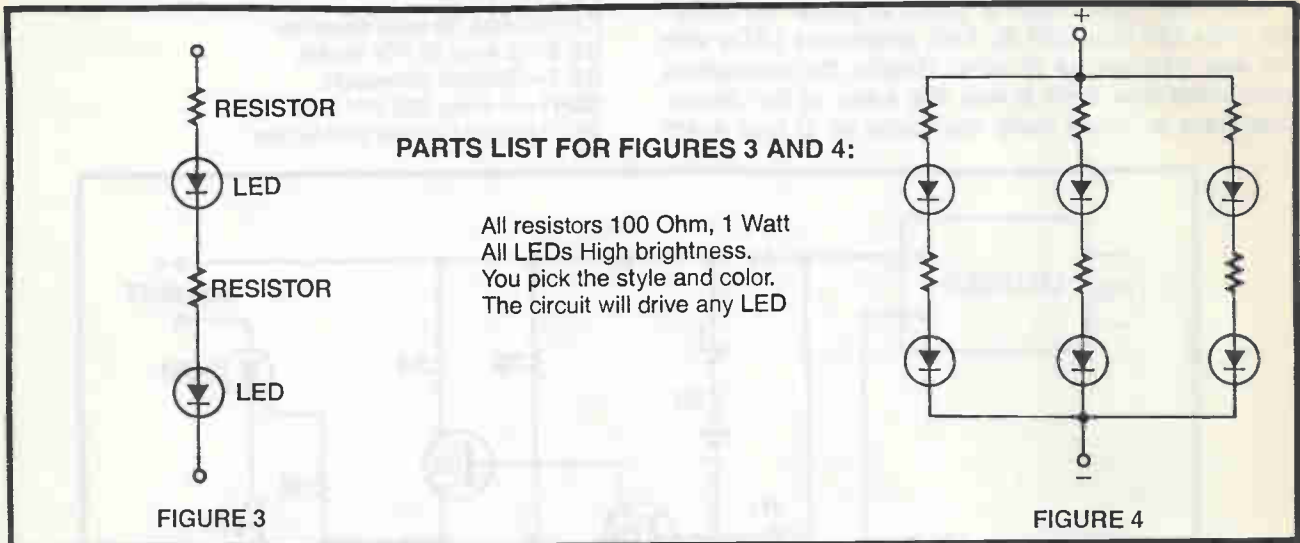 RESISTOR
LED
RESISTOR
LED
FIGURE 3
PARTS LIST FOR FIGURES 3 AND 4:
All resistors 100 Ohm, 1 Watt
All LEDs High brightness.
You pick the style and color.
The circuit will drive any LED
+
−
FIGURE 4